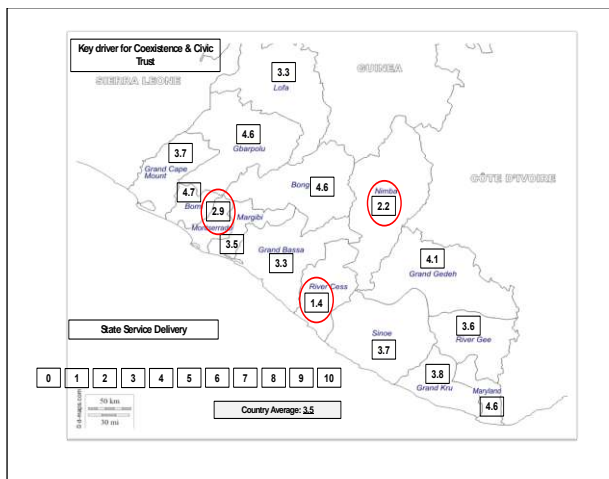 Key driver for Coexistence & Civic
Trust
SIERRA LEONE
GUINEA
3.3
Lofa
4.6
Gbarpolu
3.7
Grand Cape
Mount
4.7
Bomi
2.9
Montserrado
Margibi
3.5
Bong
4.6
Nimba
2.2
CÔTE D'IVOIRE
Grand Bassa
3.3
River Cess
1.4
4.1
Grand Gedeh
Sinoe
3.7
3.6
River Gee
3.8
Grand Kru
Maryland
4.6
State Service Delivery
0 1 2 3 4 5 6 7 8 9 10
Country Average: 3.5
50 km
30 mi
© d-maps.com